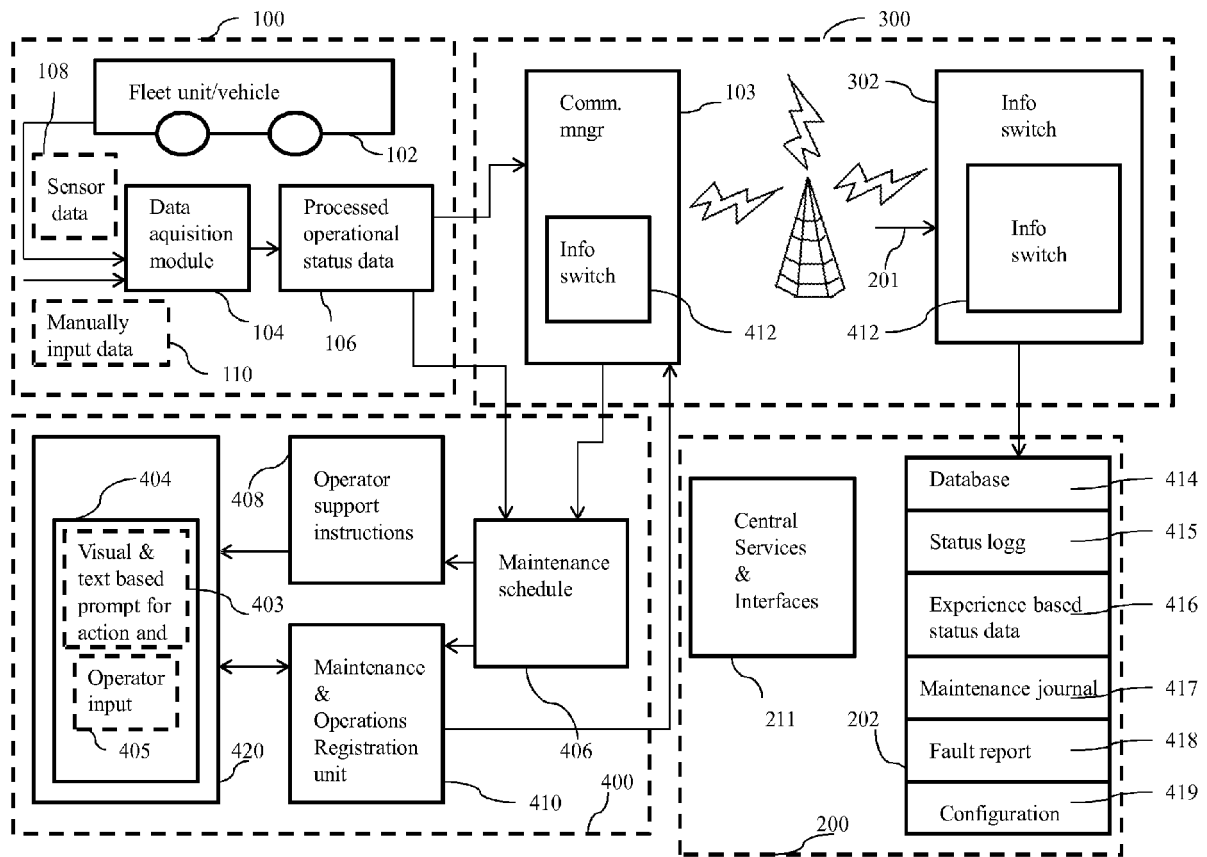 100
Fleet unit/vehicle
102
108
Sensor
data
Data
aquisition
module
104
Processed
operational
status data
106
Manually
input data
110
300
Comm.
mngr
103
Info
switch
412
201
302
Info
switch
Info
switch
412
404
Visual &
text based
prompt for
action and
403
Operator
input
405
420
408
Operator
support
instructions
Maintenance
&
Operations
Registration
unit
410
Maintenance
schedule
406
400
Central
Services
&
Interfaces
211
202
Database
414
Status logg
415
Experience based
status data
416
Maintenance journal
417
Fault report
418
Configuration
419
200